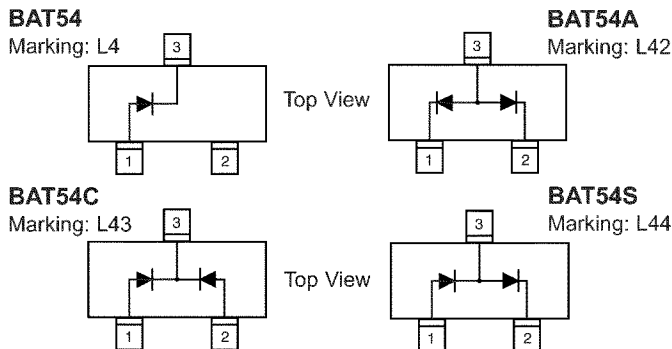 BAT54
Marking: L4
3
1
2
Top View
BAT54A
Marking: L42
3
1
2
BAT54C
Marking: L43
3
1
2
Top View
BAT54S
Marking: L44
3
1
2